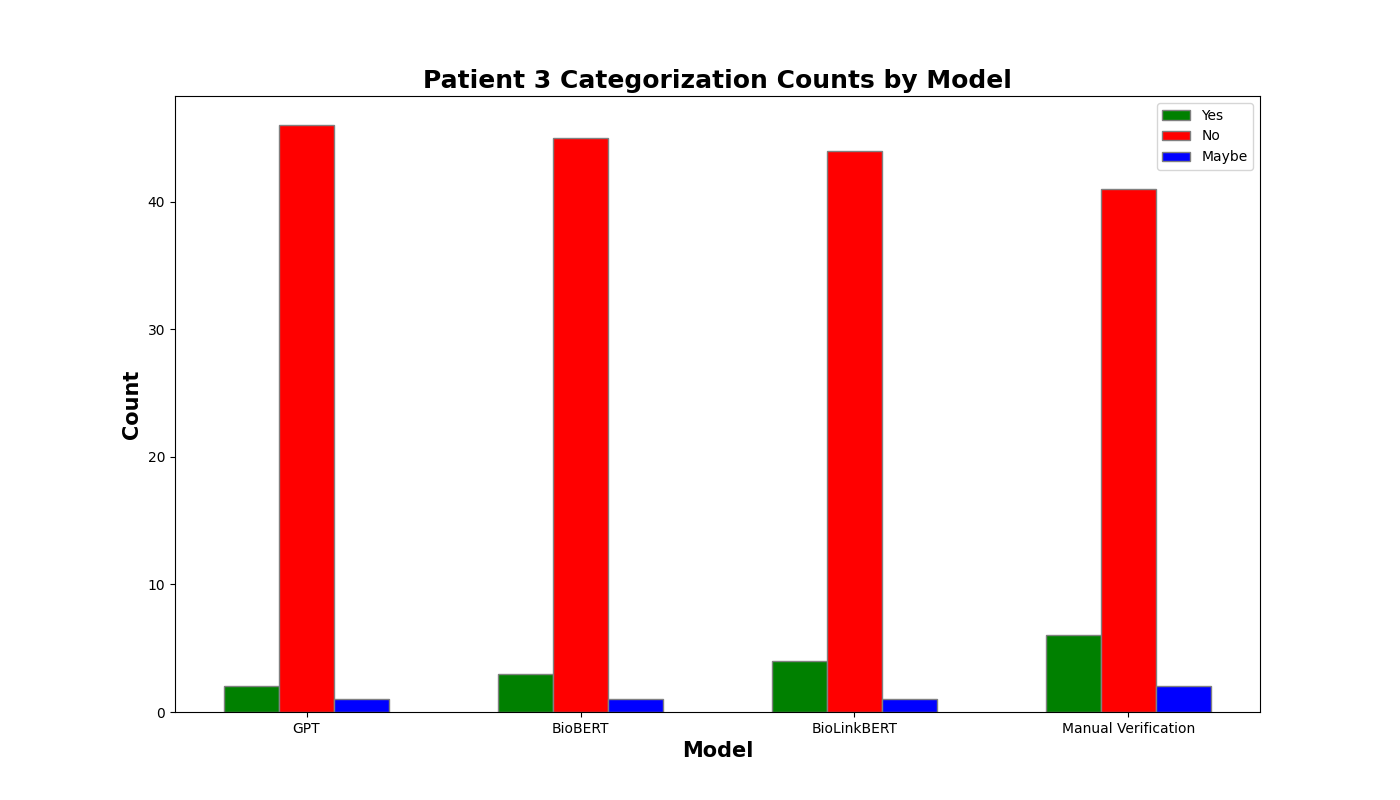 Patient 3 Categorization Counts by Model
Yes
No
Maybe
40
30
20
10
0
Count
GPT
BioBERT
BioLinkBERT
Manual Verification
Model